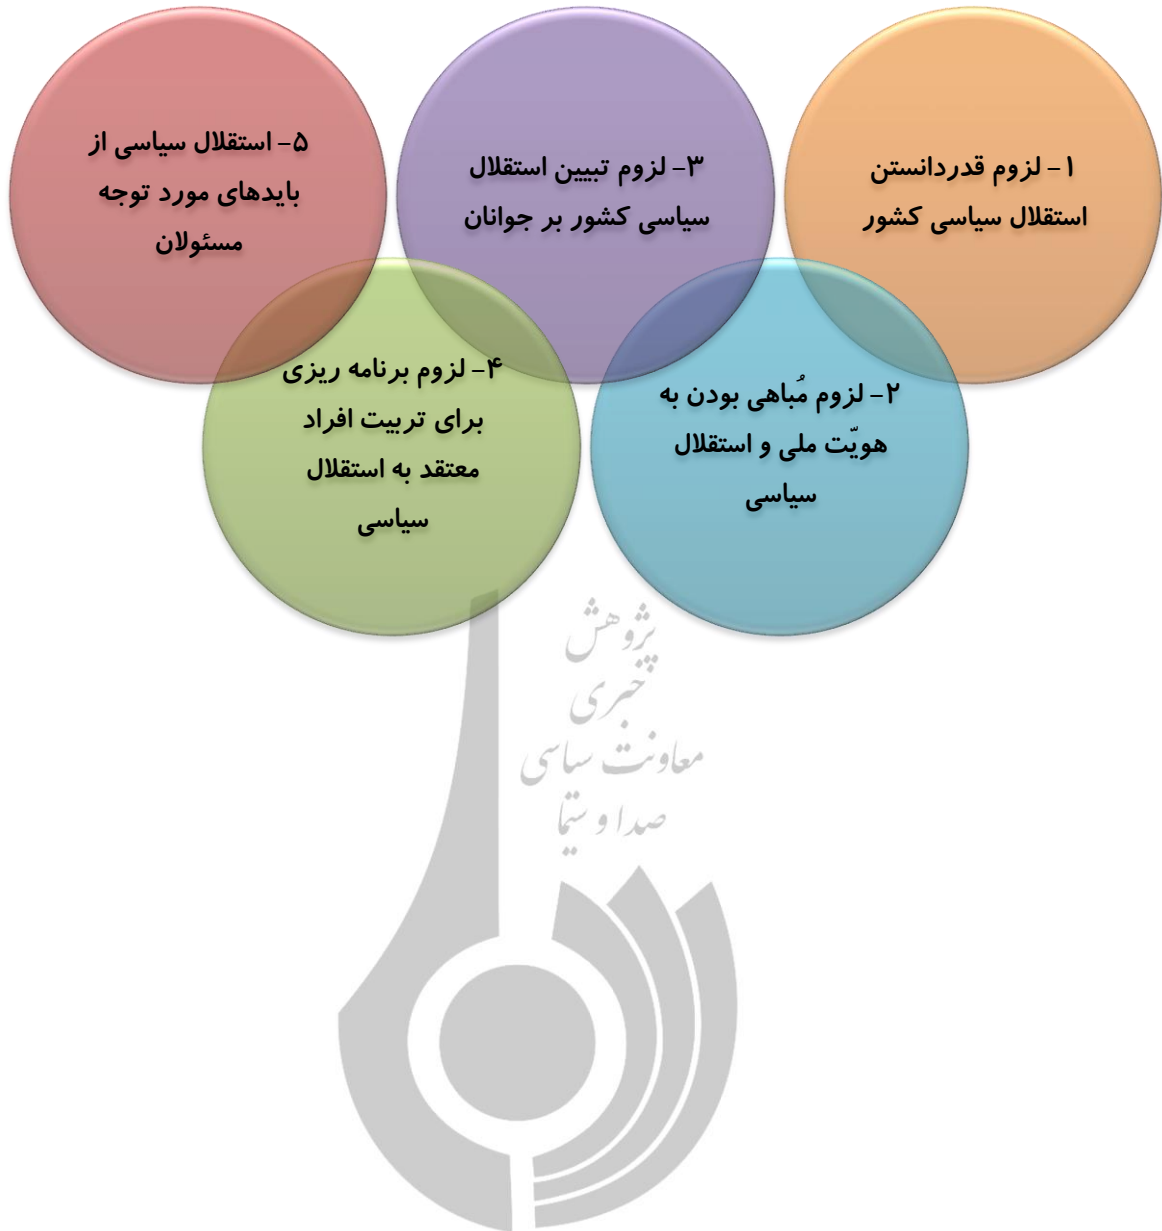 ۱- لزوم قدردانستن
استقلال سیاسی کشور
۲- لزوم مُباهی بودن به
هویّت ملی و استقلال
سیاسی
۳- لزوم تبیین استقلال
سیاسی کشور بر جوانان
۴- لزوم برنامه ریزی
برای تربیت افراد
معتقد به استقلال
سیاسی
۵- استقلال سیاسی از
بایدهای مورد توجه
مسئولان
پژوهش
خبری
معاونت سیاسی
صدا و سیما